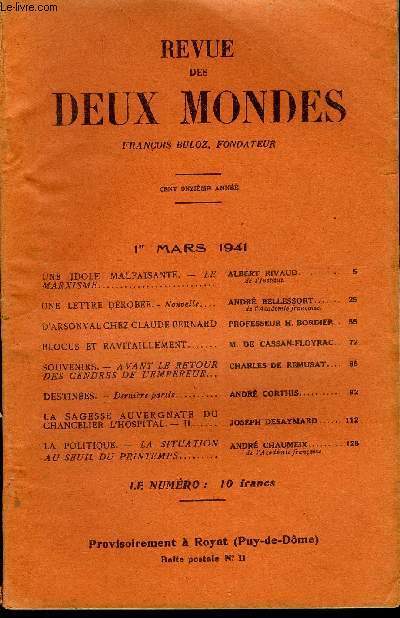 Le-livre.com
REVUE
DES
DEUX MONDES
FRANÇOIS BULOZ, FONDATEUR
CENT ONZIÈME ANNÉE
1er MARS 1941
UNE IDOLE MALFAISANTE. — LE MARXISME.......... ALBERT RIVAUD.......... 5
de l'Institut.
UNE LETTRE DÉROBÉE. - Nouvelle.... ANDRÉ BELLESSORT...... 25
de l'Académie française.
D'ARSONVAL CHEZ CLAUDE BERNARD PROFESSEUR H. BORDIER. 55
BLOCUS ET RAVITAILLEMENT....... M. DE CASSAN-FLOYRAC. 72
SOUVENIRS. — AVANT LE RETOUR DES CENDRES DE L'EMPEREUR... CHARLES DE REMUSAT... 86
DESTINÉES. — Dernière partie.......... ANDRÉ CORTHIS......... 92
LA SAGESSE AUVERGNATE DU CHANCELIER L'HOSPITAL. — II....... JOSEPH DESAYMARD..... 112
LA POLITIQUE. — LA SITUATION AU SEUIL DU PRINTEMPS......... ANDRÉ CHAUMEIX......... 125
de l'Académie française
LE NUMÉRO : 10 francs
Provisoirement à Royat (Puy-de-Dôme)
Boîte postale N° 11